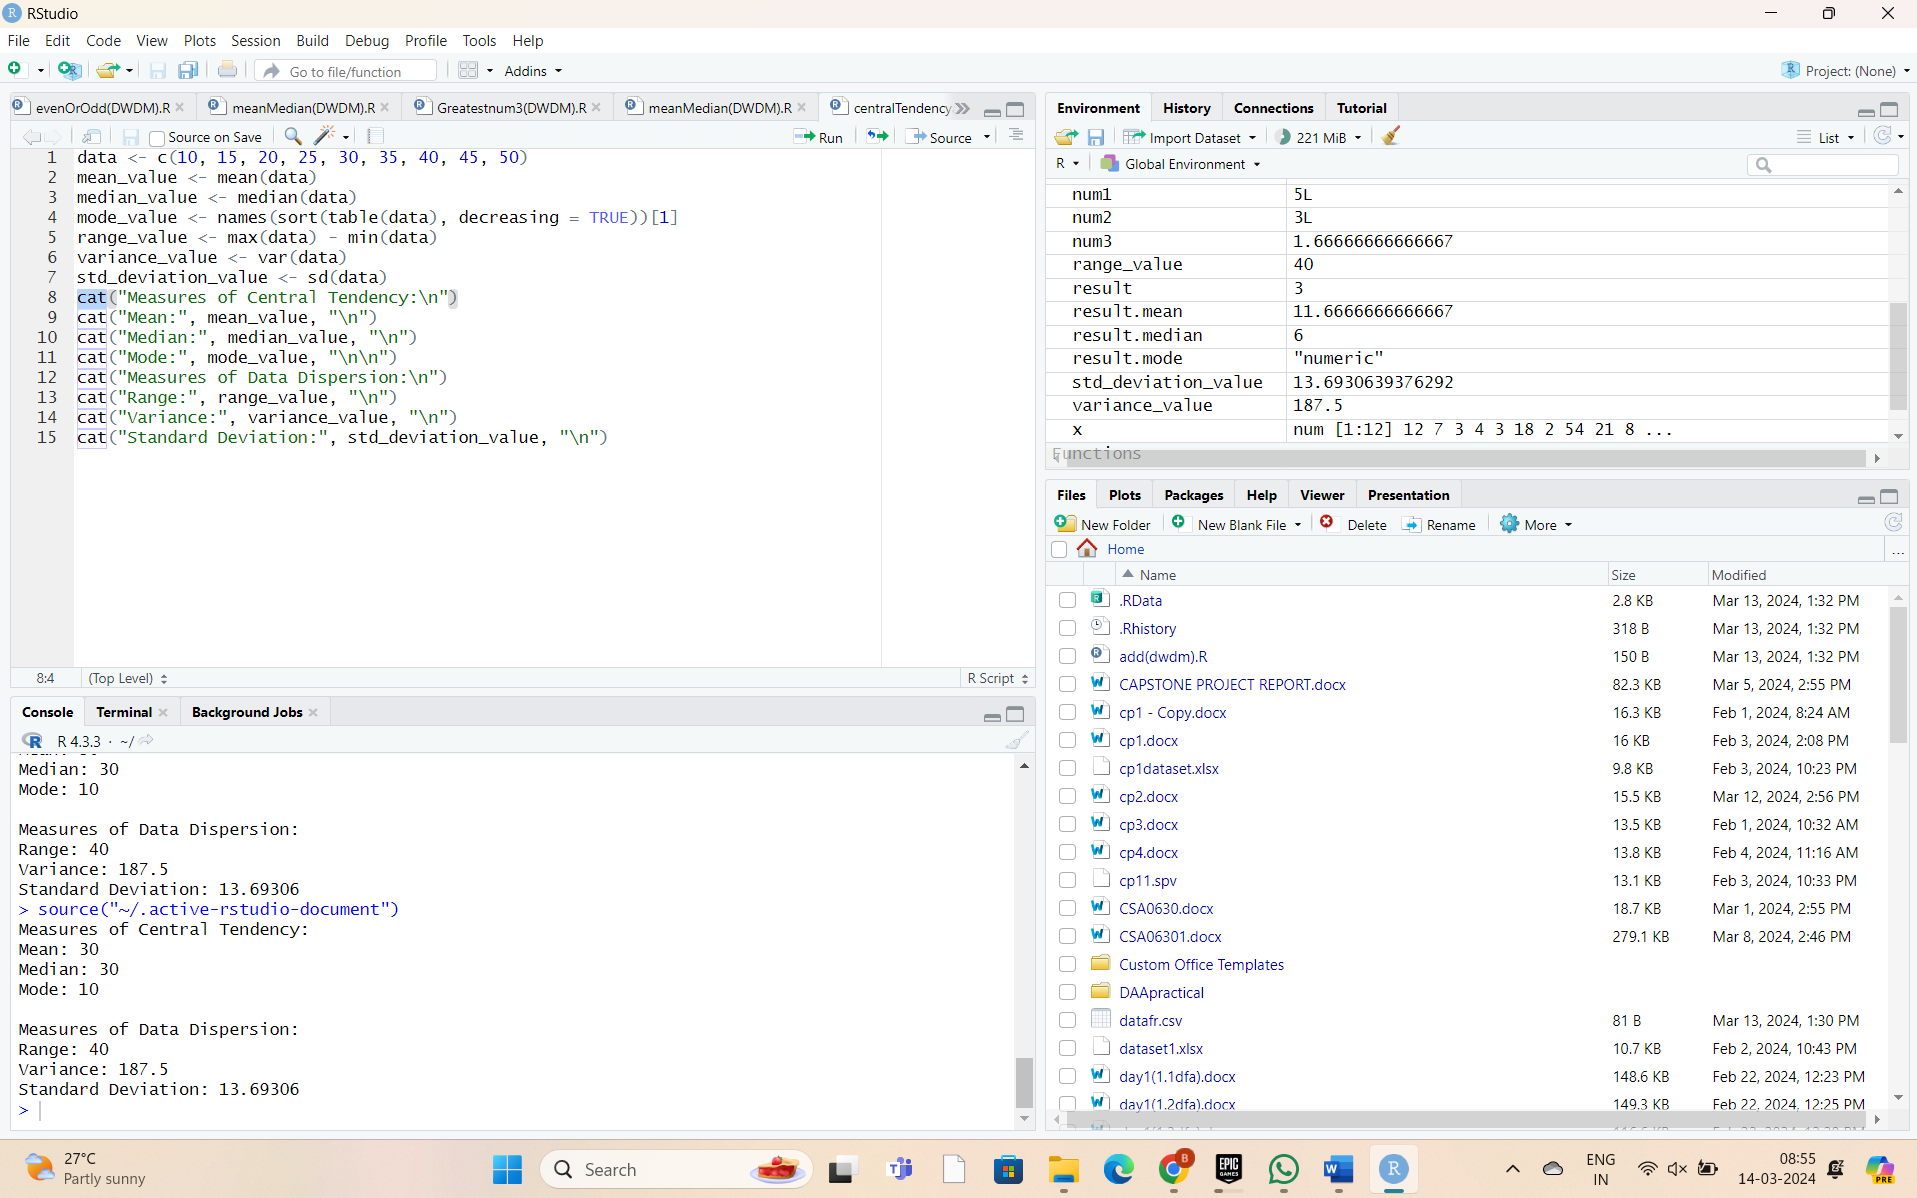 RStudio
File Edit Code View Plots Session Build Debug Profile Tools Help
Go to file/function Addins Project: (None)
evenOrOdd(DWDM).R meanMedian(DWDM).R Greatestnum3(DWDM).R meanMedian(DWDM).R centralTendency
Source on Save Run Source
1 data <- c(10, 15, 20, 25, 30, 35, 40, 45, 50)
2 mean_value <- mean(data)
3 median_value <- median(data)
4 mode_value <- names(sort(table(data), decreasing = TRUE))[1]
5 range_value <- max(data) - min(data)
6 variance_value <- var(data)
7 std_deviation_value <- sd(data)
8 cat("Measures of Central Tendency:\n")
9 cat("Mean:", mean_value, "\n")
10 cat("Median:", median_value, "\n")
11 cat("Mode:", mode_value, "\n\n")
12 cat("Measures of Data Dispersion:\n")
13 cat("Range:", range_value, "\n")
14 cat("Variance:", variance_value, "\n")
15 cat("Standard Deviation:", std_deviation_value, "\n")
8:4 (Top Level) R Script
Console Terminal Background Jobs
R 4.3.3 · ~/
Median: 30
Mode: 10
Measures of Data Dispersion:
Range: 40
Variance: 187.5
Standard Deviation: 13.69306
> source("~/.active-rstudio-document")
Measures of Central Tendency:
Mean: 30
Median: 30
Mode: 10
Measures of Data Dispersion:
Range: 40
Variance: 187.5
Standard Deviation: 13.69306
>
Environment History Connections Tutorial
Import Dataset 221 MiB List
R Global Environment
num1 5L
num2 3L
num3 1.66666666666667
range_value 40
result 3
result.mean 11.6666666666667
result.median 6
result.mode "numeric"
std_deviation_value 13.6930639376292
variance_value 187.5
x num [1:12] 12 7 3 4 3 18 2 54 21 8 ...
Functions
Files Plots Packages Help Viewer Presentation
New Folder New Blank File Delete Rename More
Home ...
Name Size Modified
.RData 2.8 KB Mar 13, 2024, 1:32 PM
.Rhistory 318 B Mar 13, 2024, 1:32 PM
add(dwdm).R 150 B Mar 13, 2024, 1:32 PM
CAPSTONE PROJECT REPORT.docx 82.3 KB Mar 5, 2024, 2:55 PM
cp1 - Copy.docx 16.3 KB Feb 1, 2024, 8:24 AM
cp1.docx 16 KB Feb 3, 2024, 2:08 PM
cp1dataset.xlsx 9.8 KB Feb 3, 2024, 10:23 PM
cp2.docx 15.5 KB Mar 12, 2024, 2:56 PM
cp3.docx 13.5 KB Feb 1, 2024, 10:32 AM
cp4.docx 13.8 KB Feb 4, 2024, 11:16 AM
cp11.spv 13.1 KB Feb 3, 2024, 10:33 PM
CSA0630.docx 18.7 KB Mar 1, 2024, 2:55 PM
CSA06301.docx 279.1 KB Mar 8, 2024, 2:46 PM
Custom Office Templates
DAApractical
datafr.csv 81 B Mar 13, 2024, 1:30 PM
dataset1.xlsx 10.7 KB Feb 2, 2024, 10:43 PM
day1(1.1dfa).docx 148.6 KB Feb 22, 2024, 12:23 PM
day1(1.2dfa).docx 149.3 KB Feb 22, 2024, 12:25 PM
27°C
Partly sunny
Search
EPIC GAMES
ENG
IN
08:55
14-03-2024
PRE